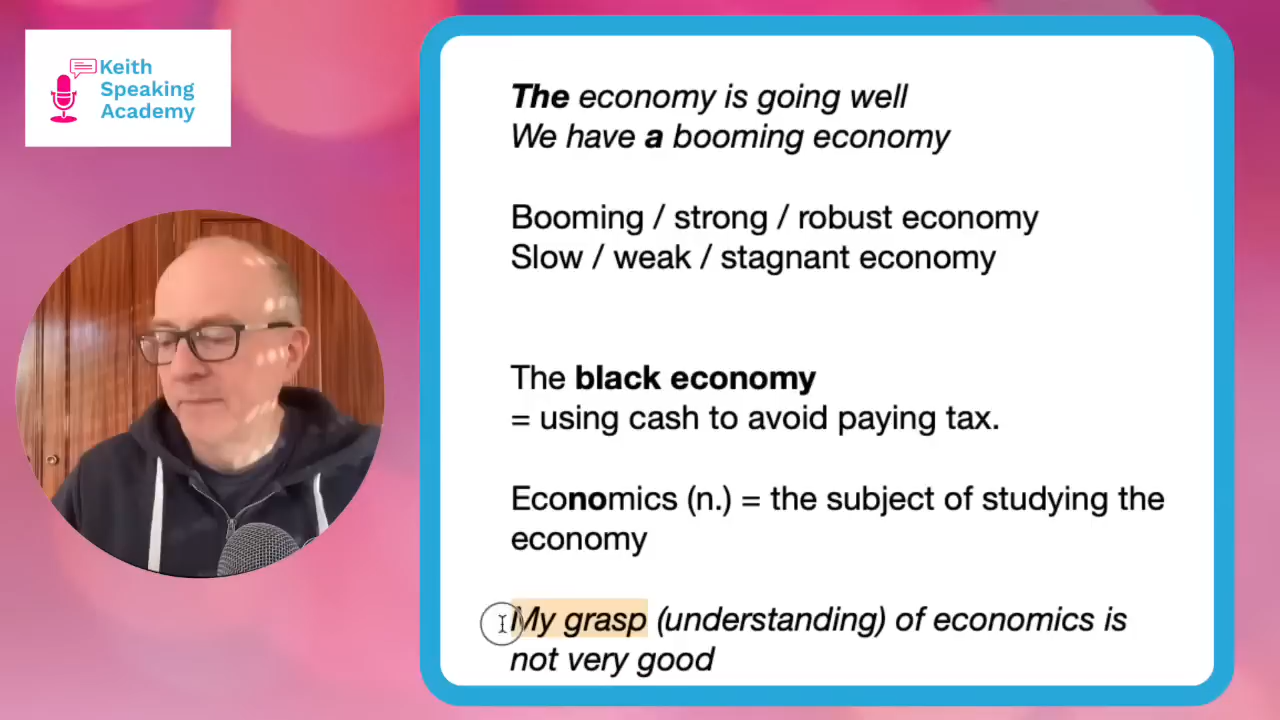 Keith
Speaking
Academy
The economy is going well
We have a booming economy
Booming / strong / robust economy
Slow / weak / stagnant economy
The black economy
= using cash to avoid paying tax.
Economics (n.) = the subject of studying the
economy
My grasp (understanding) of economics is
not very good